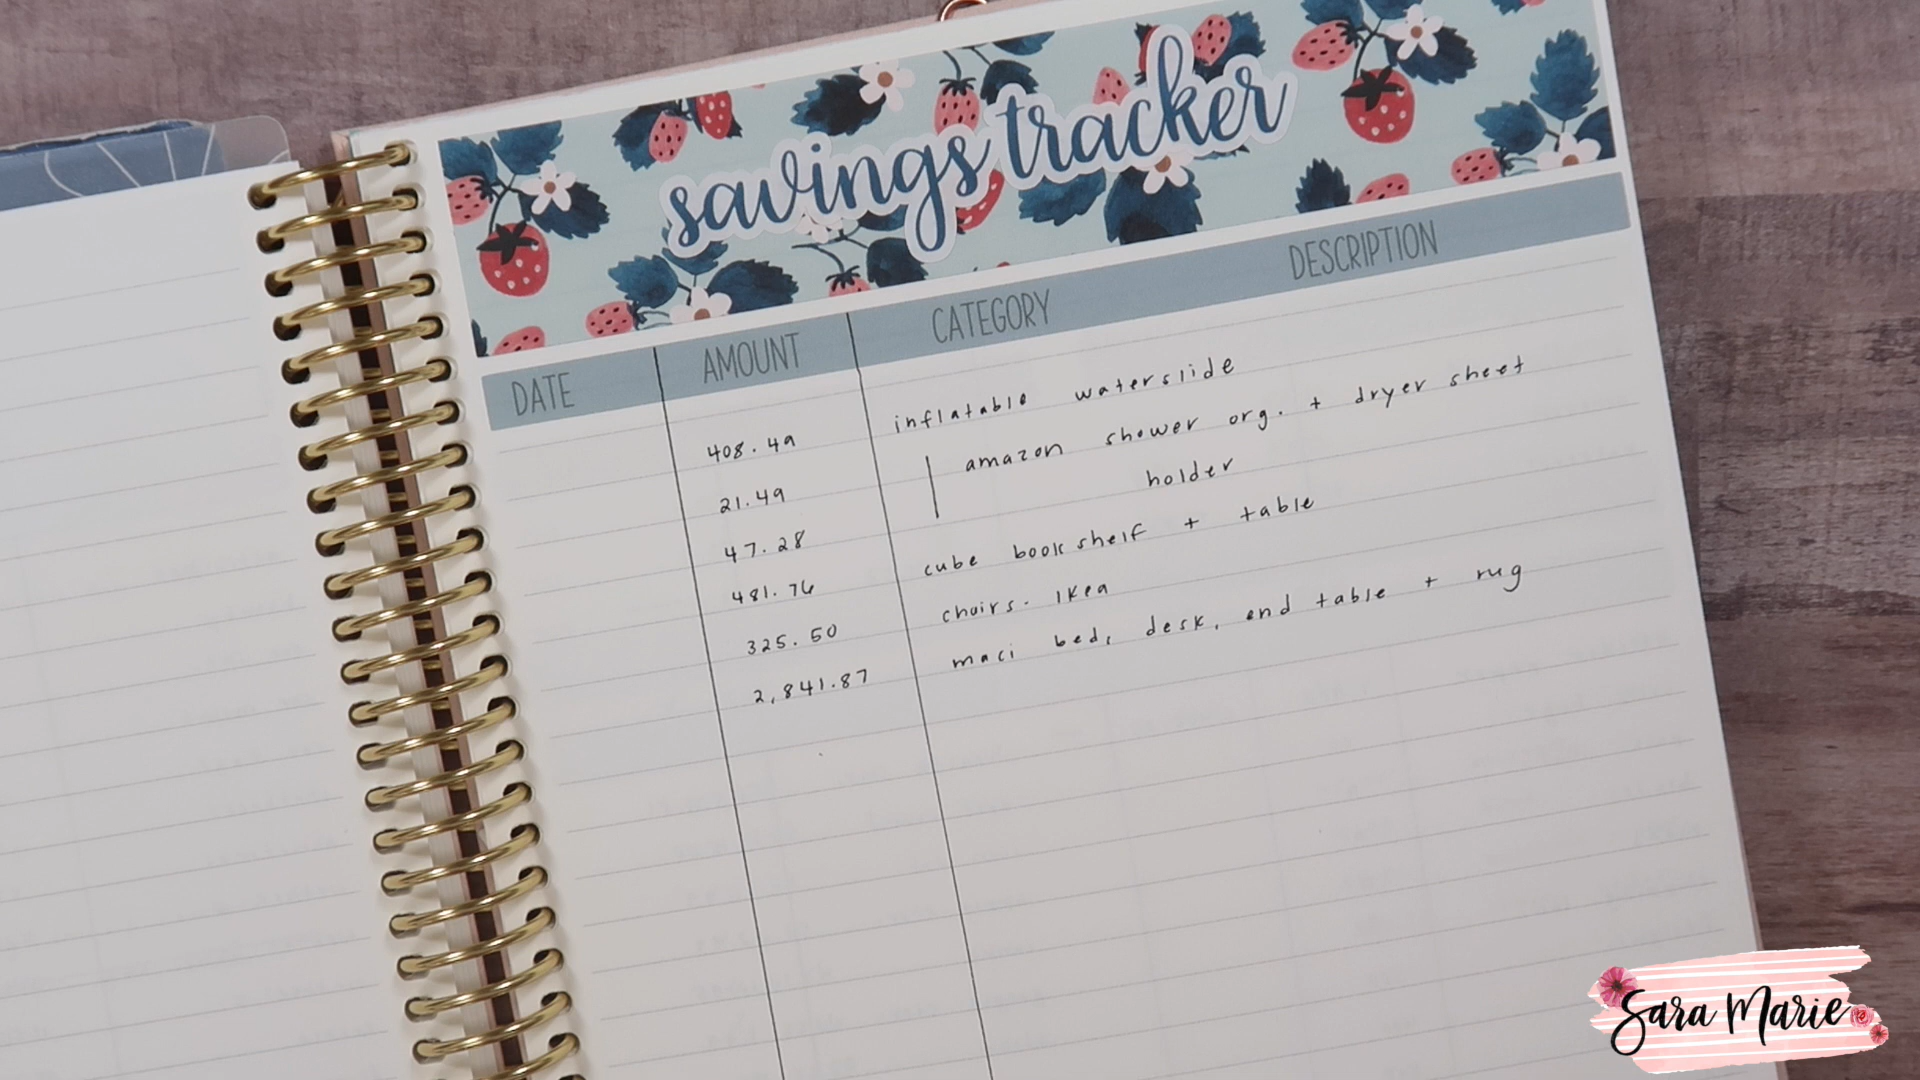 savings tracker
DATE AMOUNT CATEGORY DESCRIPTION
408.49 inflatable waterslide
21.49 amazon shower org. + dryer sheet
47.28 holder
481.76 cube bookshelf + table
325.50 chairs. IKea
2,841.87 maci bed, desk, end table + rug
Sara Marie